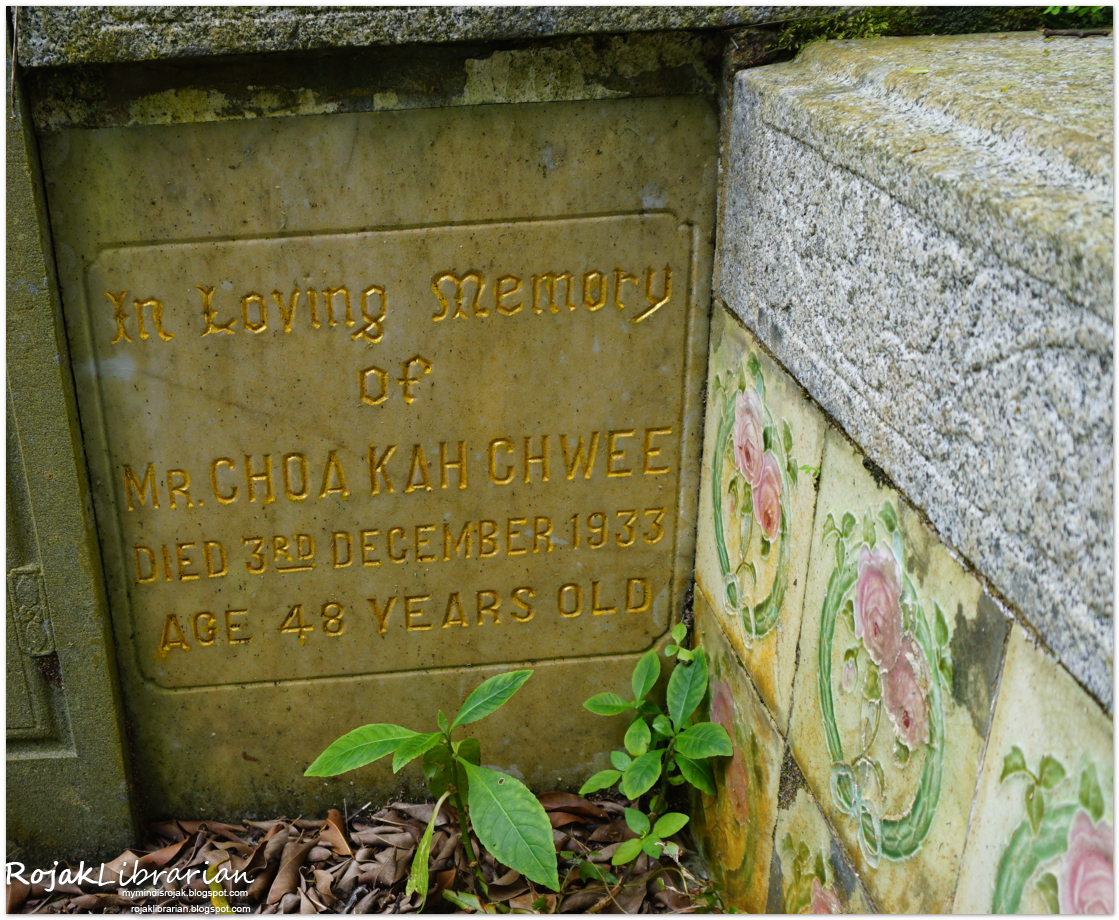 In Loving Memory
of
MR. CHOA KAH CHWEE
DIED 3RD DECEMBER 1933
AGE 48 YEARS OLD
RojakLibrarian
mymindisrojak.blogspot.com
rojaklibrarian.blogspot.com